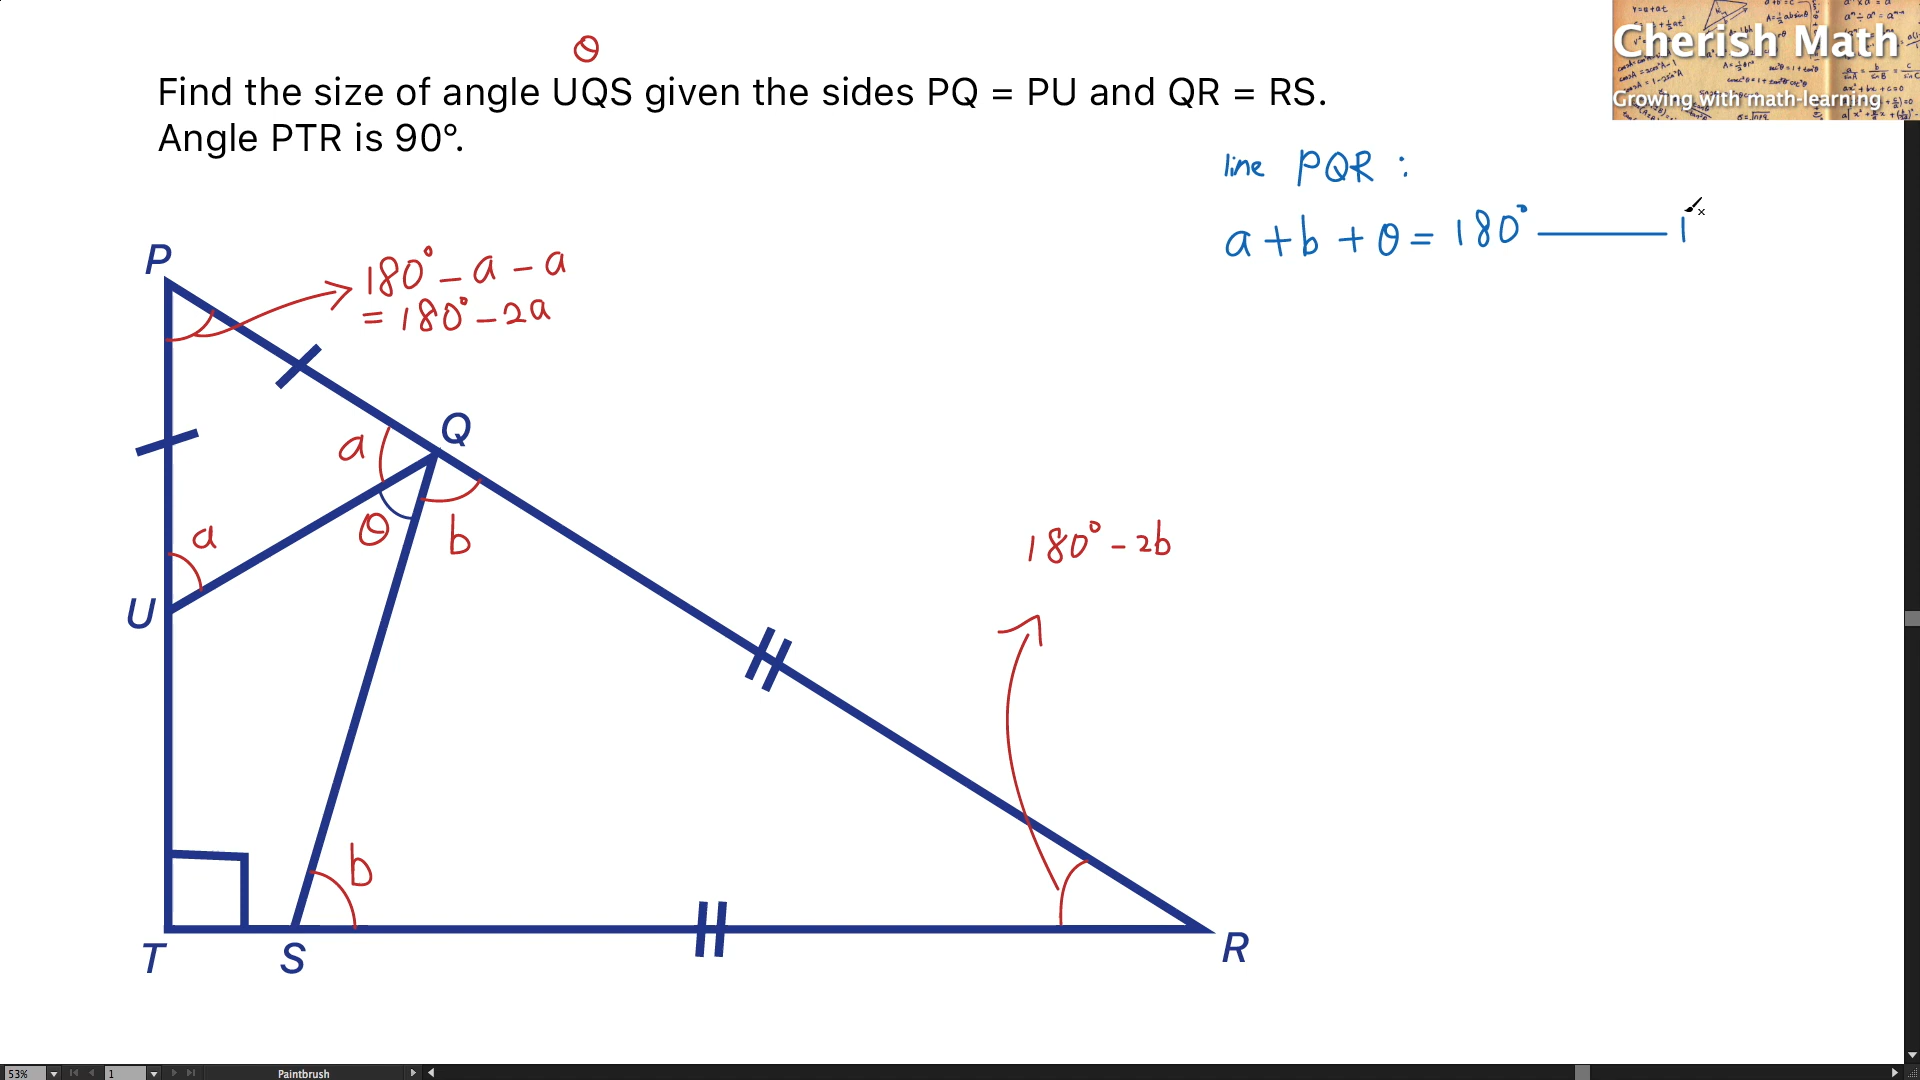 θ
Find the size of angle UQS given the sides PQ = PU and QR = RS.
Angle PTR is 90°.
Cherish Math
Growing with math-learning
line PQR :
a + b + θ = 180° —— 1
P
180° - a - a
= 180° - 2a
Q
a
θ
b
a
U
180° - 2b
b
T
S
R
53%
1
Paintbrush